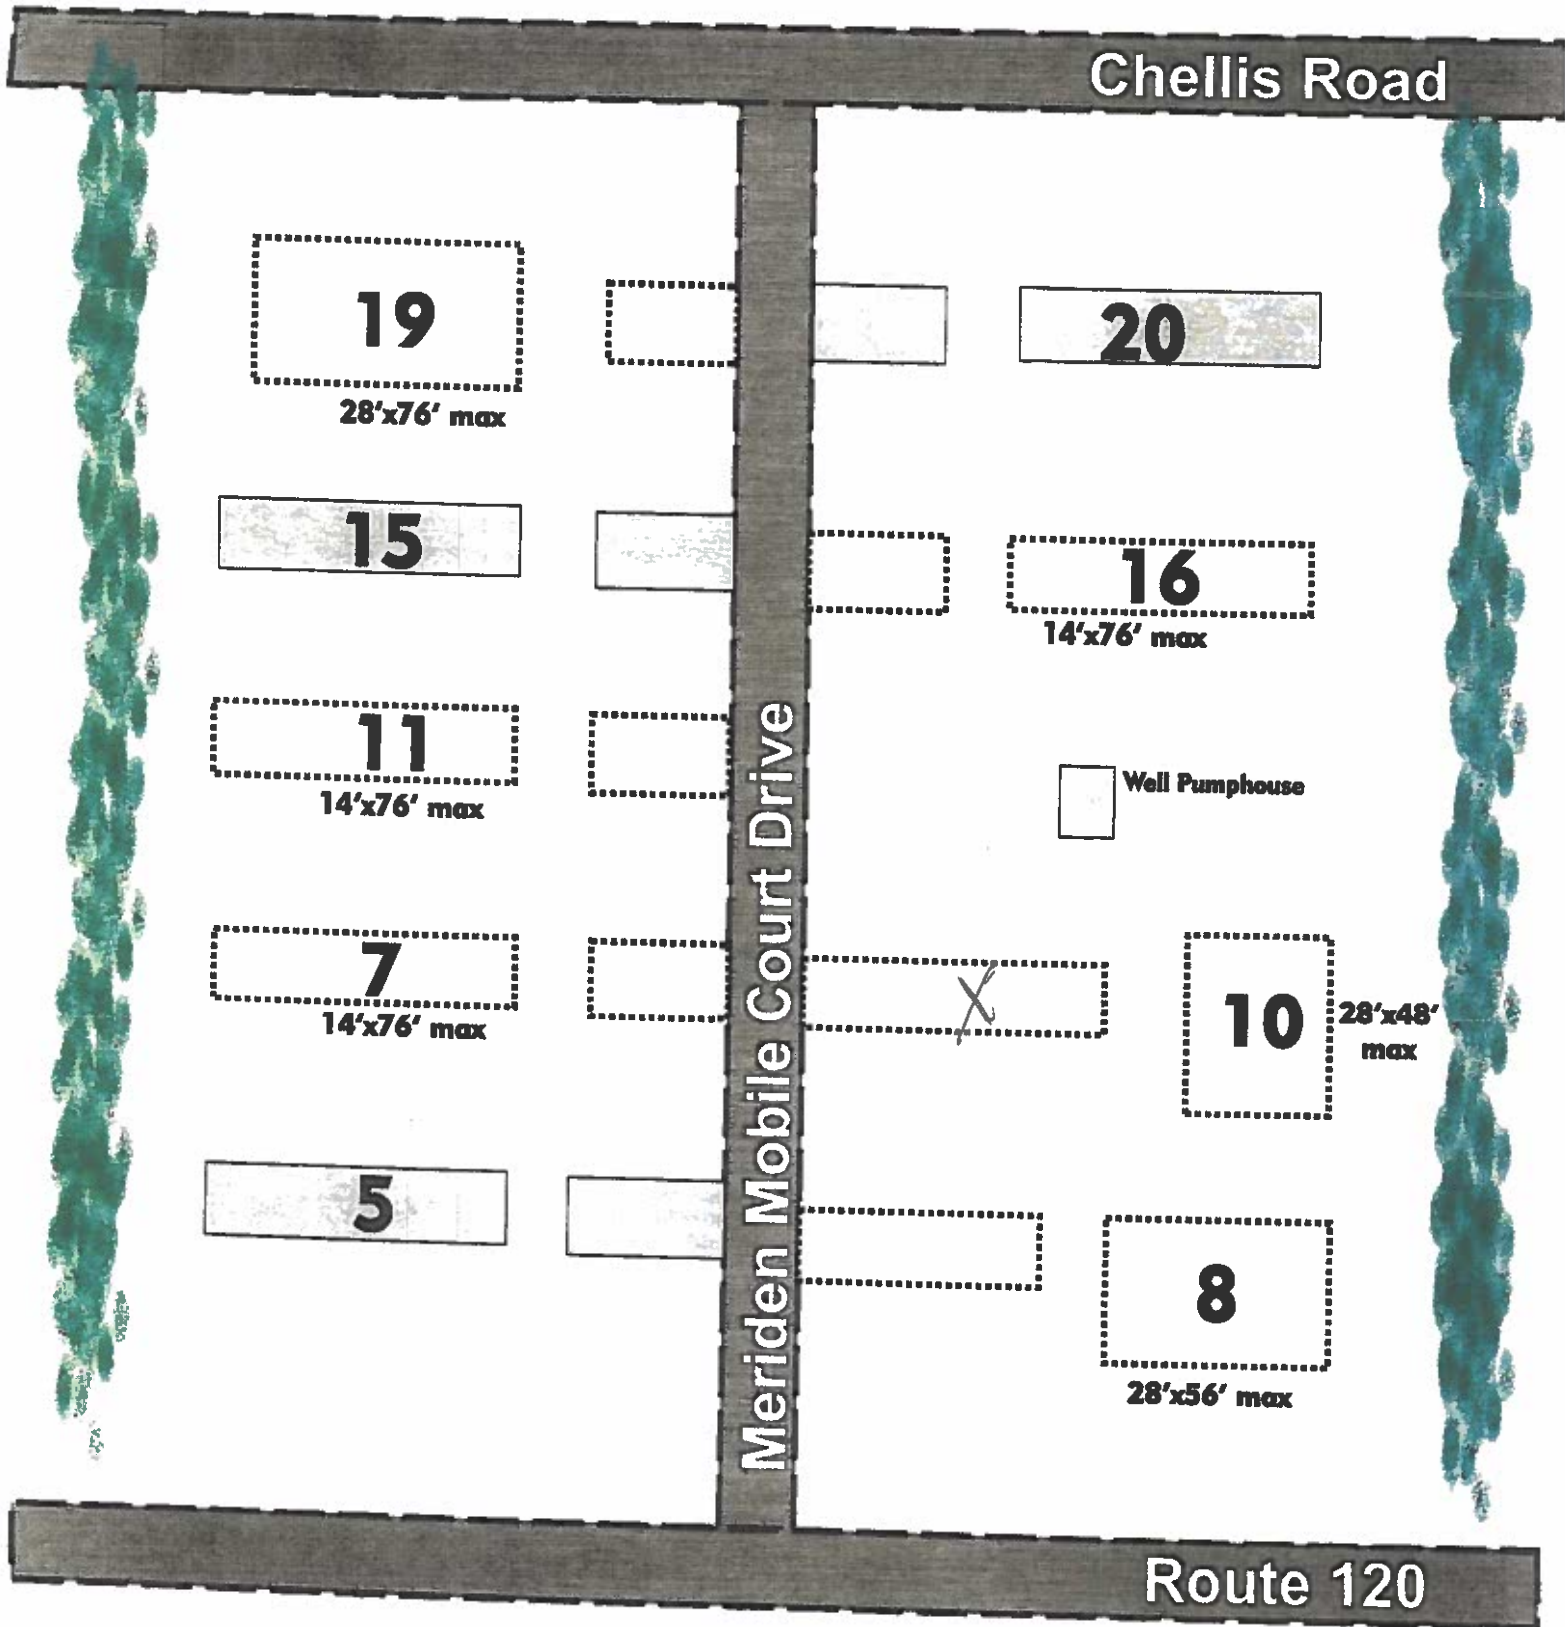 Chellis Road
19
28'x76' max
20
15
16
14'x76' max
11
14'x76' max
Well Pumphouse
Meriden Mobile Court Drive
7
14'x76' max
X
10
28'x48'
max
5
8
28'x56' max
Route 120